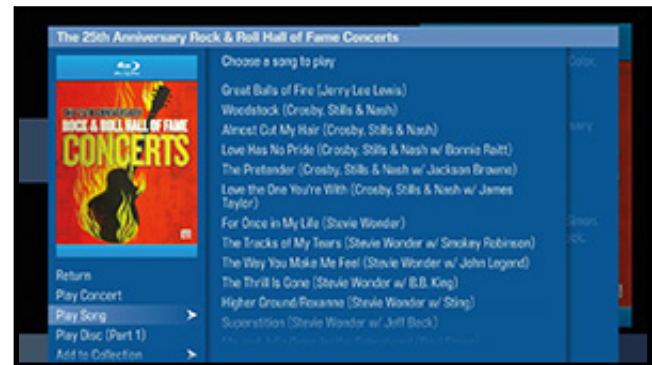 The 25th Anniversary Rock & Roll Hall of Fame Concerts
Blu-ray
THE 25TH ANNIVERSARY
ROCK & ROLL HALL OF FAME
CONCERTS
Return
Play Concert
Play Song
Play Disc (Part 1)
Add to Collection
Choose a song to play
Great Balls of Fire (Jerry Lee Lewis)
Woodstock (Crosby, Stills & Nash)
Almost Cut My Hair (Crosby, Stills & Nash)
Love Has No Pride (Crosby, Stills & Nash w/ Bonnie Raitt)
The Pretender (Crosby, Stills & Nash w/ Jackson Browne)
Love the One You're With (Crosby, Stills & Nash w/ James
Taylor)
For Once in My Life (Stevie Wonder)
The Tracks of My Tears (Stevie Wonder w/ Smokey Robinson)
The Way You Make Me Feel (Stevie Wonder w/ John Legend)
The Thrill Is Gone (Stevie Wonder w/ B.B. King)
Higher Ground/Roxanne (Stevie Wonder w/ Sting)
Superstition (Stevie Wonder w/ Jeff Beck)
Color,